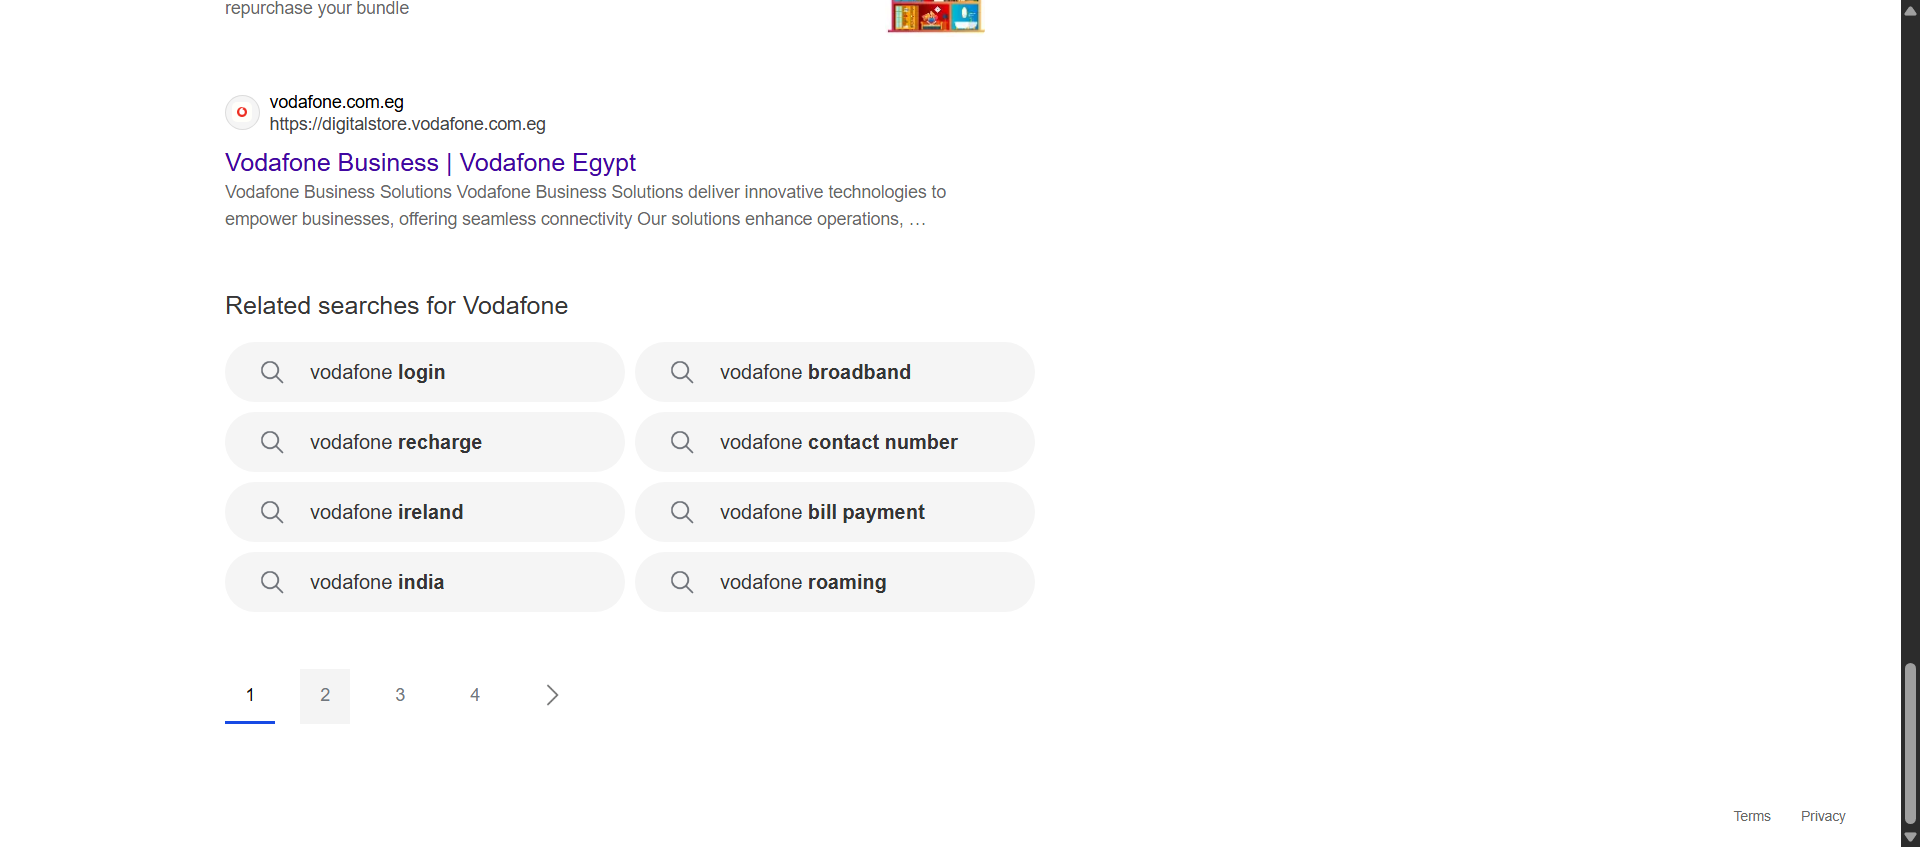 repurchase your bundle
vodafone.com.eg
https://digitalstore.vodafone.com.eg
Vodafone Business | Vodafone Egypt
Vodafone Business Solutions Vodafone Business Solutions deliver innovative technologies to
empower businesses, offering seamless connectivity Our solutions enhance operations, …
Related searches for Vodafone
vodafone login
vodafone broadband
vodafone recharge
vodafone contact number
vodafone ireland
vodafone bill payment
vodafone india
vodafone roaming
1 2 3 4
Terms Privacy